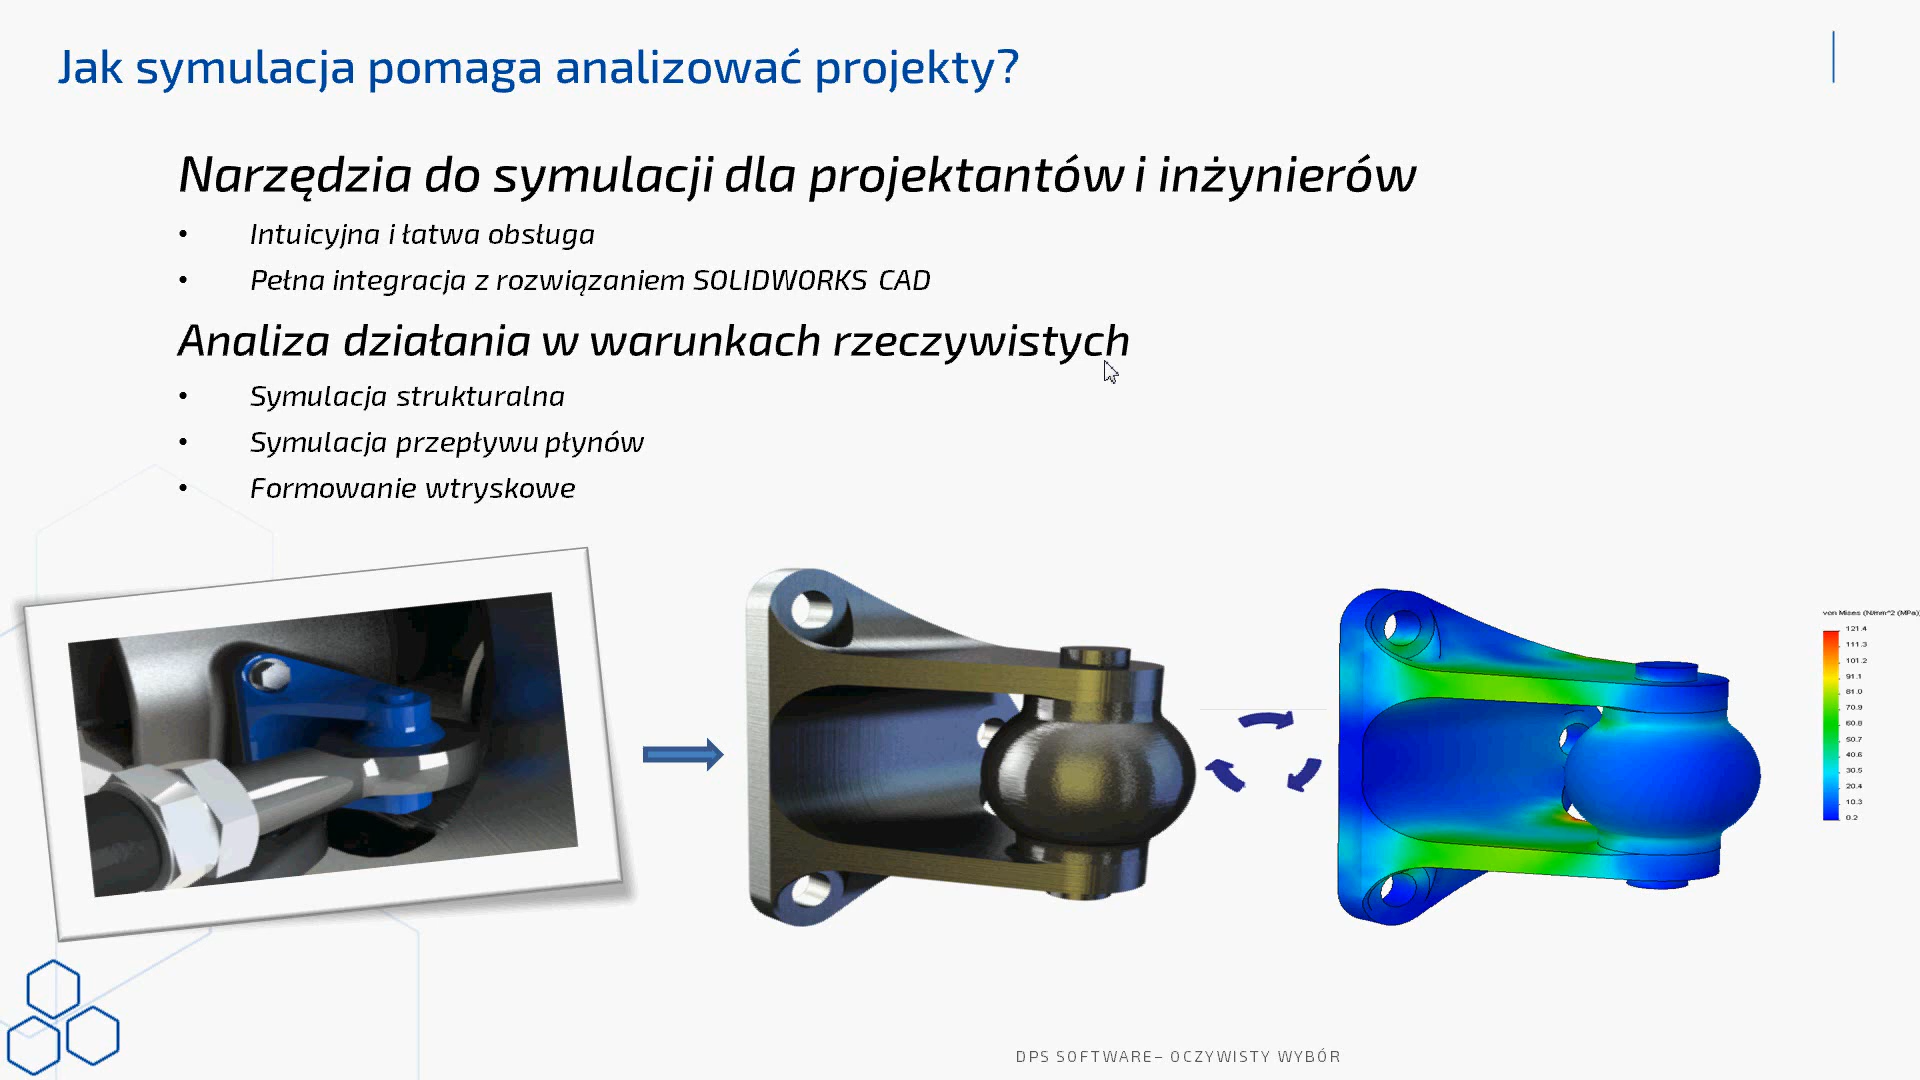 Jak symulacja pomaga analizować projekty?
Narzędzia do symulacji dla projektantów i inżynierów
• Intuicyjna i łatwa obsługa
• Pełna integracja z rozwiązaniem SOLIDWORKS CAD
Analiza działania w warunkach rzeczywistych
• Symulacja strukturalna
• Symulacja przepływu płynów
• Formowanie wtryskowe
von Mises (N/mm^2 (MPa))
121.4
111.3
101.2
91.1
81.0
70.9
60.8
50.7
40.6
30.5
20.4
10.3
0.2
DPS SOFTWARE– OCZYWISTY WYBÓR